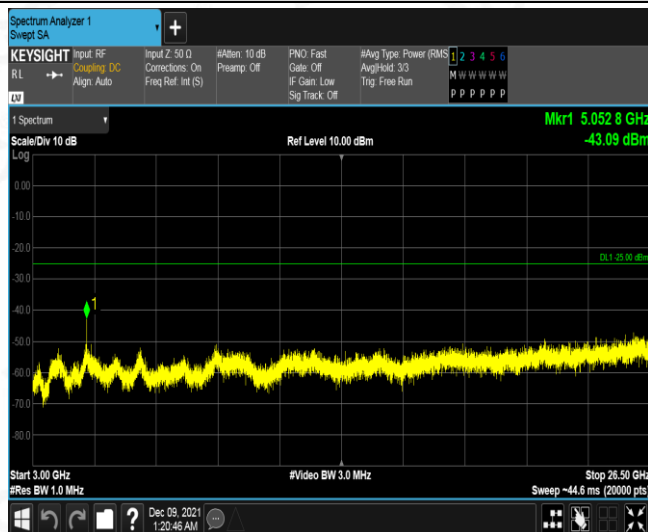 Spectrum Analyzer 1
Swept SA
+
KEYSIGHT
RL
LXI
Input: RF
Coupling: DC
Align: Auto
Input Z: 50 Ω
Corrections: On
Freq Ref: Int (S)
#Atten: 10 dB
Preamp: Off
PNO: Fast
Gate: Off
IF Gain: Low
Sig Track: Off
#Avg Type: Power (RMS
Avg|Hold: 3/3
Trig: Free Run
1 2 3 4 5 6
M W W W W W
P P P P P P
1 Spectrum
Mkr1 5.052 8 GHz
Scale/Div 10 dB
Ref Level 10.00 dBm
-43.09 dBm
Log
0.00
-10.0
-20.0
DL1 -25.00 dBm
-30.0
1
-40.0
-50.0
-60.0
-70.0
-80.0
Start 3.00 GHz
#Video BW 3.0 MHz
Stop 26.50 GHz
#Res BW 1.0 MHz
Sweep ~44.6 ms (20000 pts)
?
Dec 09, 2021
1:20:46 AM